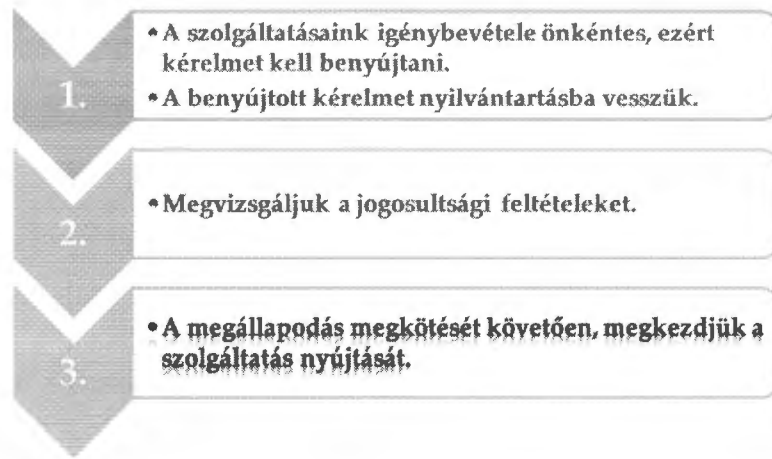 1.
• A szolgáltatásaink igénybevétele önkéntes, ezért
kérelmet kell benyújtani.
• A benyújtott kérelmet nyilvántartásba vesszük.
2.
• Megvizsgáljuk a jogosultsági feltételeket.
3.
• A megállapodás megkötését követően, megkezdjük a
szolgáltatás nyújtását.